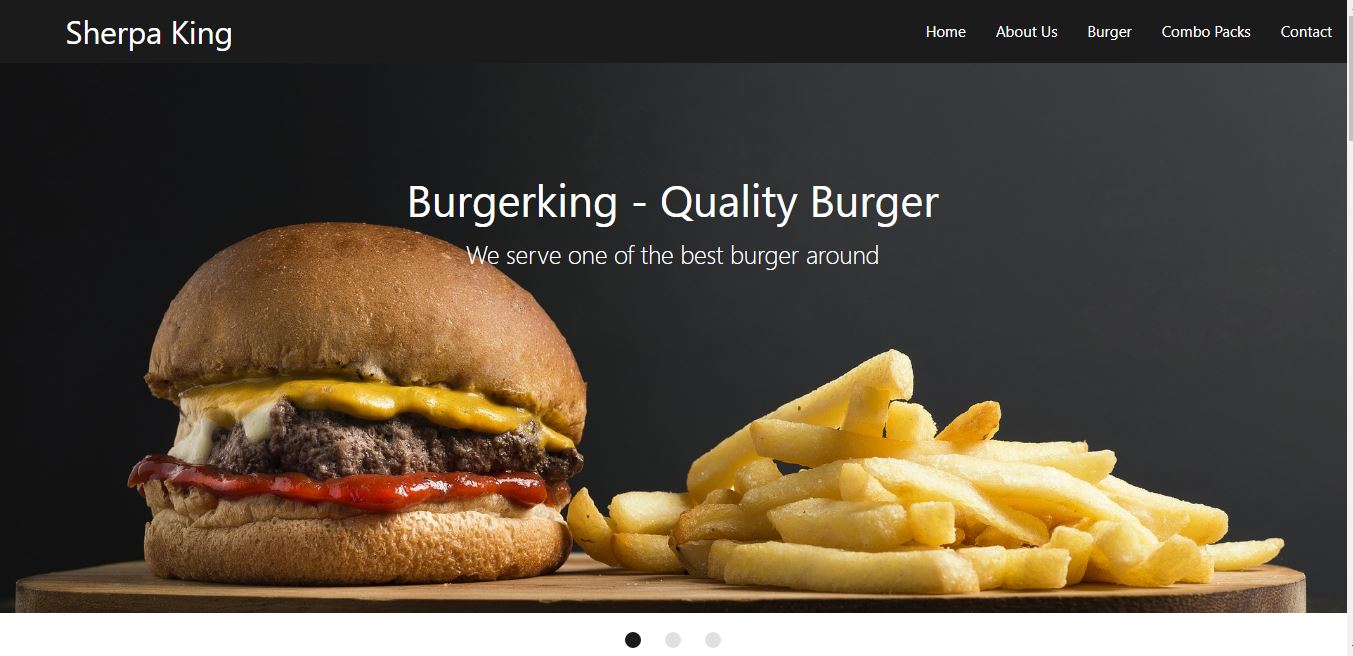 Sherpa King
Home About Us Burger Combo Packs Contact
Burgerking - Quality Burger
We serve one of the best burger around